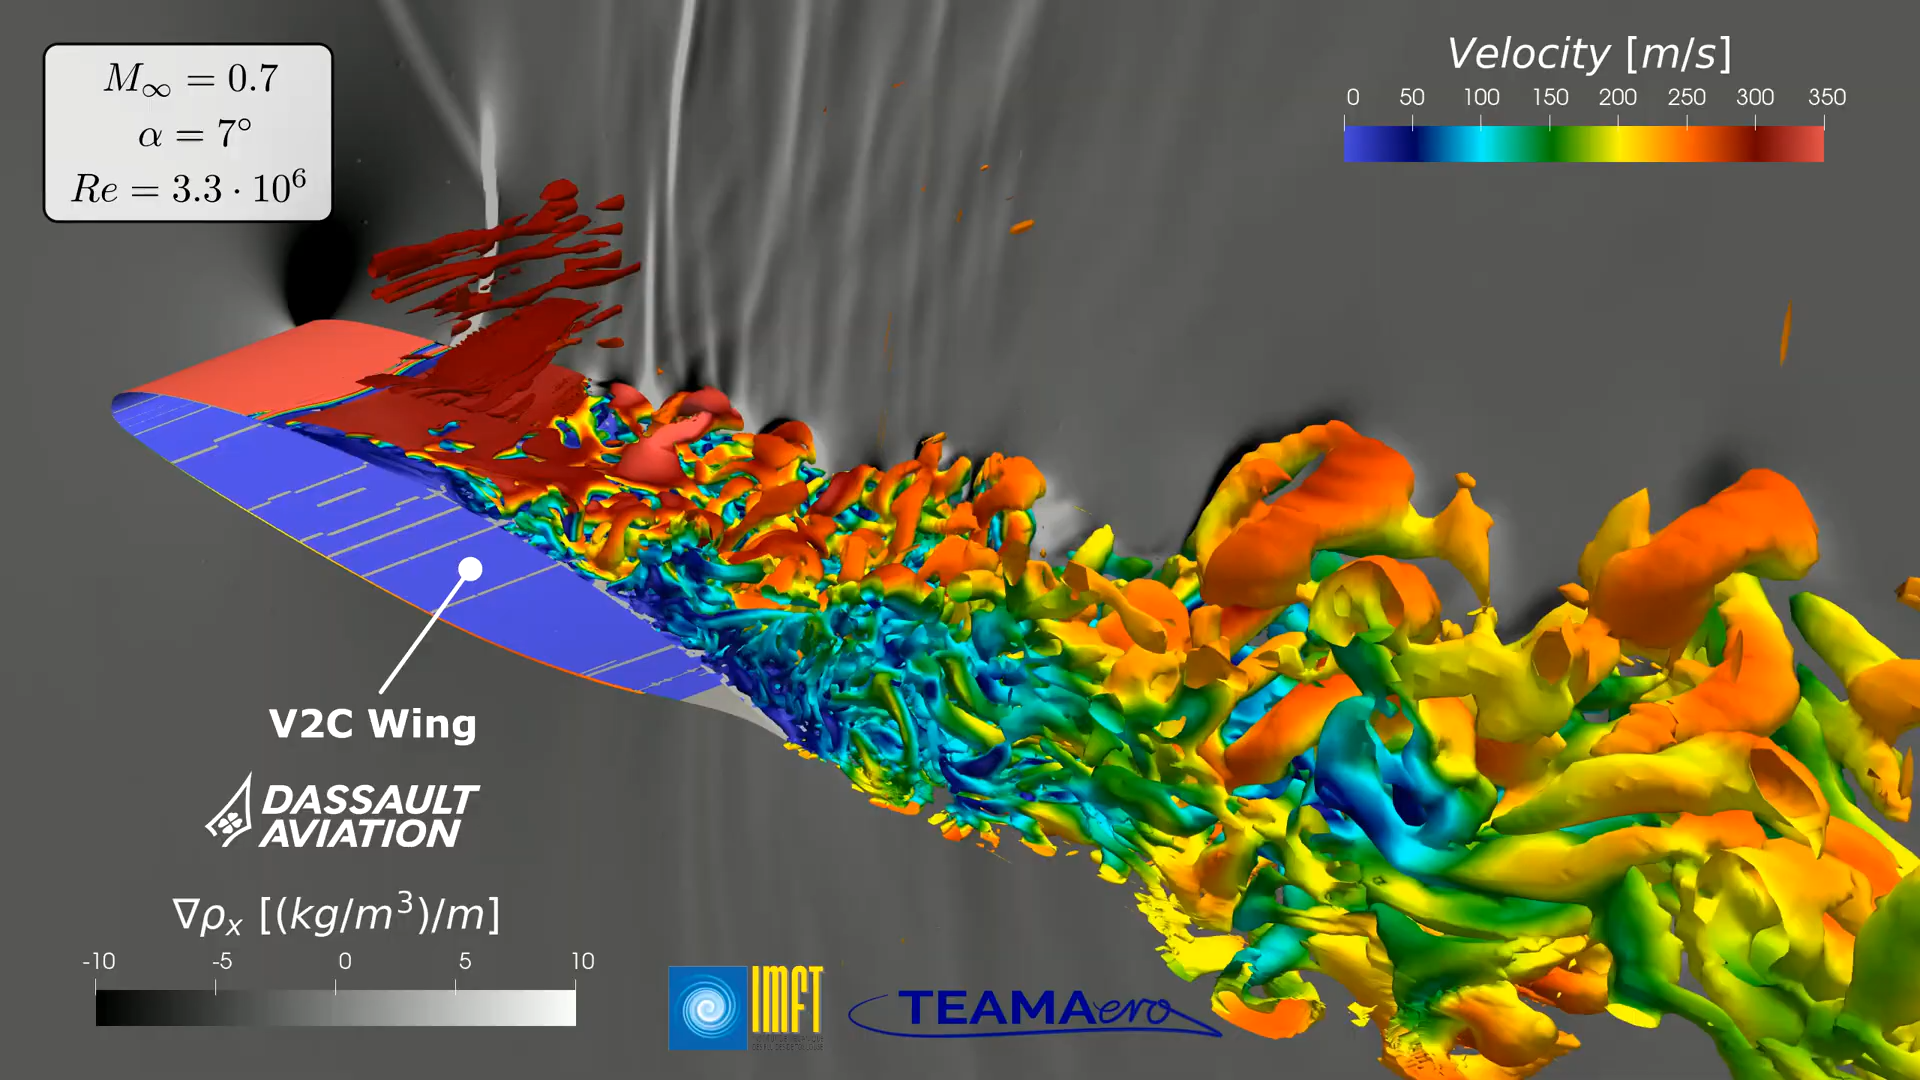 M∞ = 0.7
α = 7°
Re = 3.3 · 10⁶
Velocity [m/s]
0 50 100 150 200 250 300 350
V2C Wing
DASSAULT
AVIATION
∇ρₓ [(kg/m³)/m]
-10 -5 0 5 10
IMFT
TEAMAero